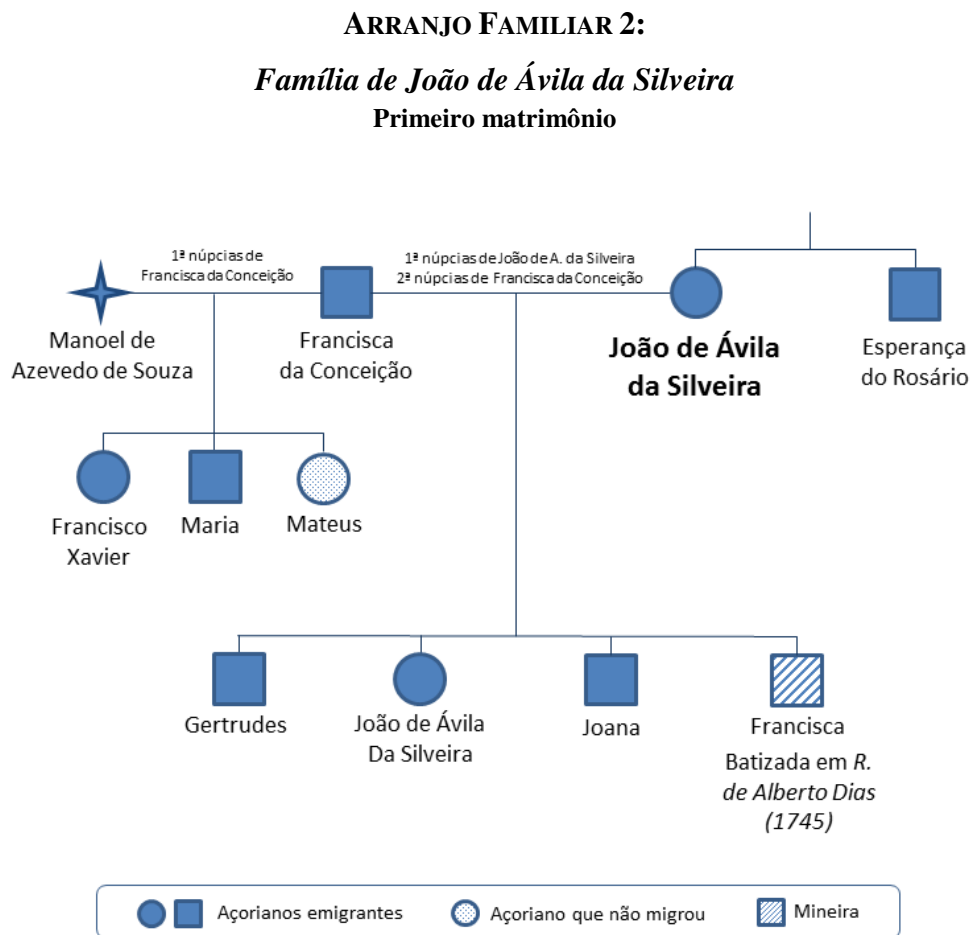 ARRANJO FAMILIAR 2:
Família de João de Ávila da Silveira
Primeiro matrimônio
1ª núpcias de
Francisca da Conceição
1ª núpcias de João de A. da Silveira
2ª núpcias de Francisca da Conceição
Manoel de
Azevedo de Souza
Francisca
da Conceição
João de Ávila
da Silveira
Esperança
do Rosário
Francisco
Xavier
Maria
Mateus
Gertrudes
João de Ávila
Da Silveira
Joana
Francisca
Batizada em R.
de Alberto Dias
(1745)
Açorianos emigrantes
Açoriano que não migrou
Mineira